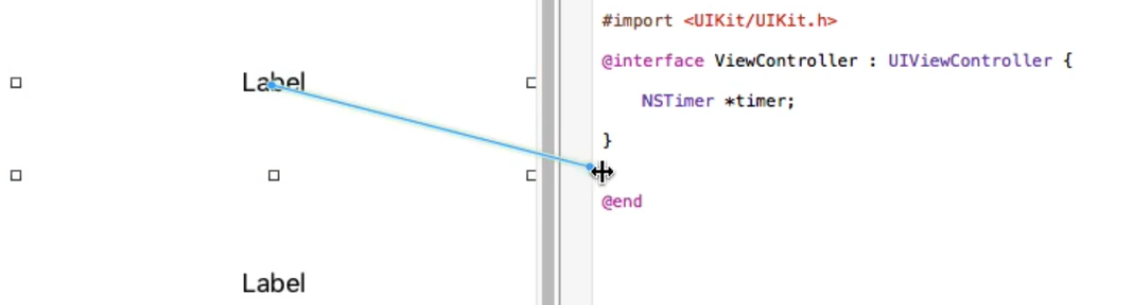 #import <UIKit/UIKit.h>
@interface ViewController : UIViewController {
Label
NSTimer *timer;
}
@end
Label